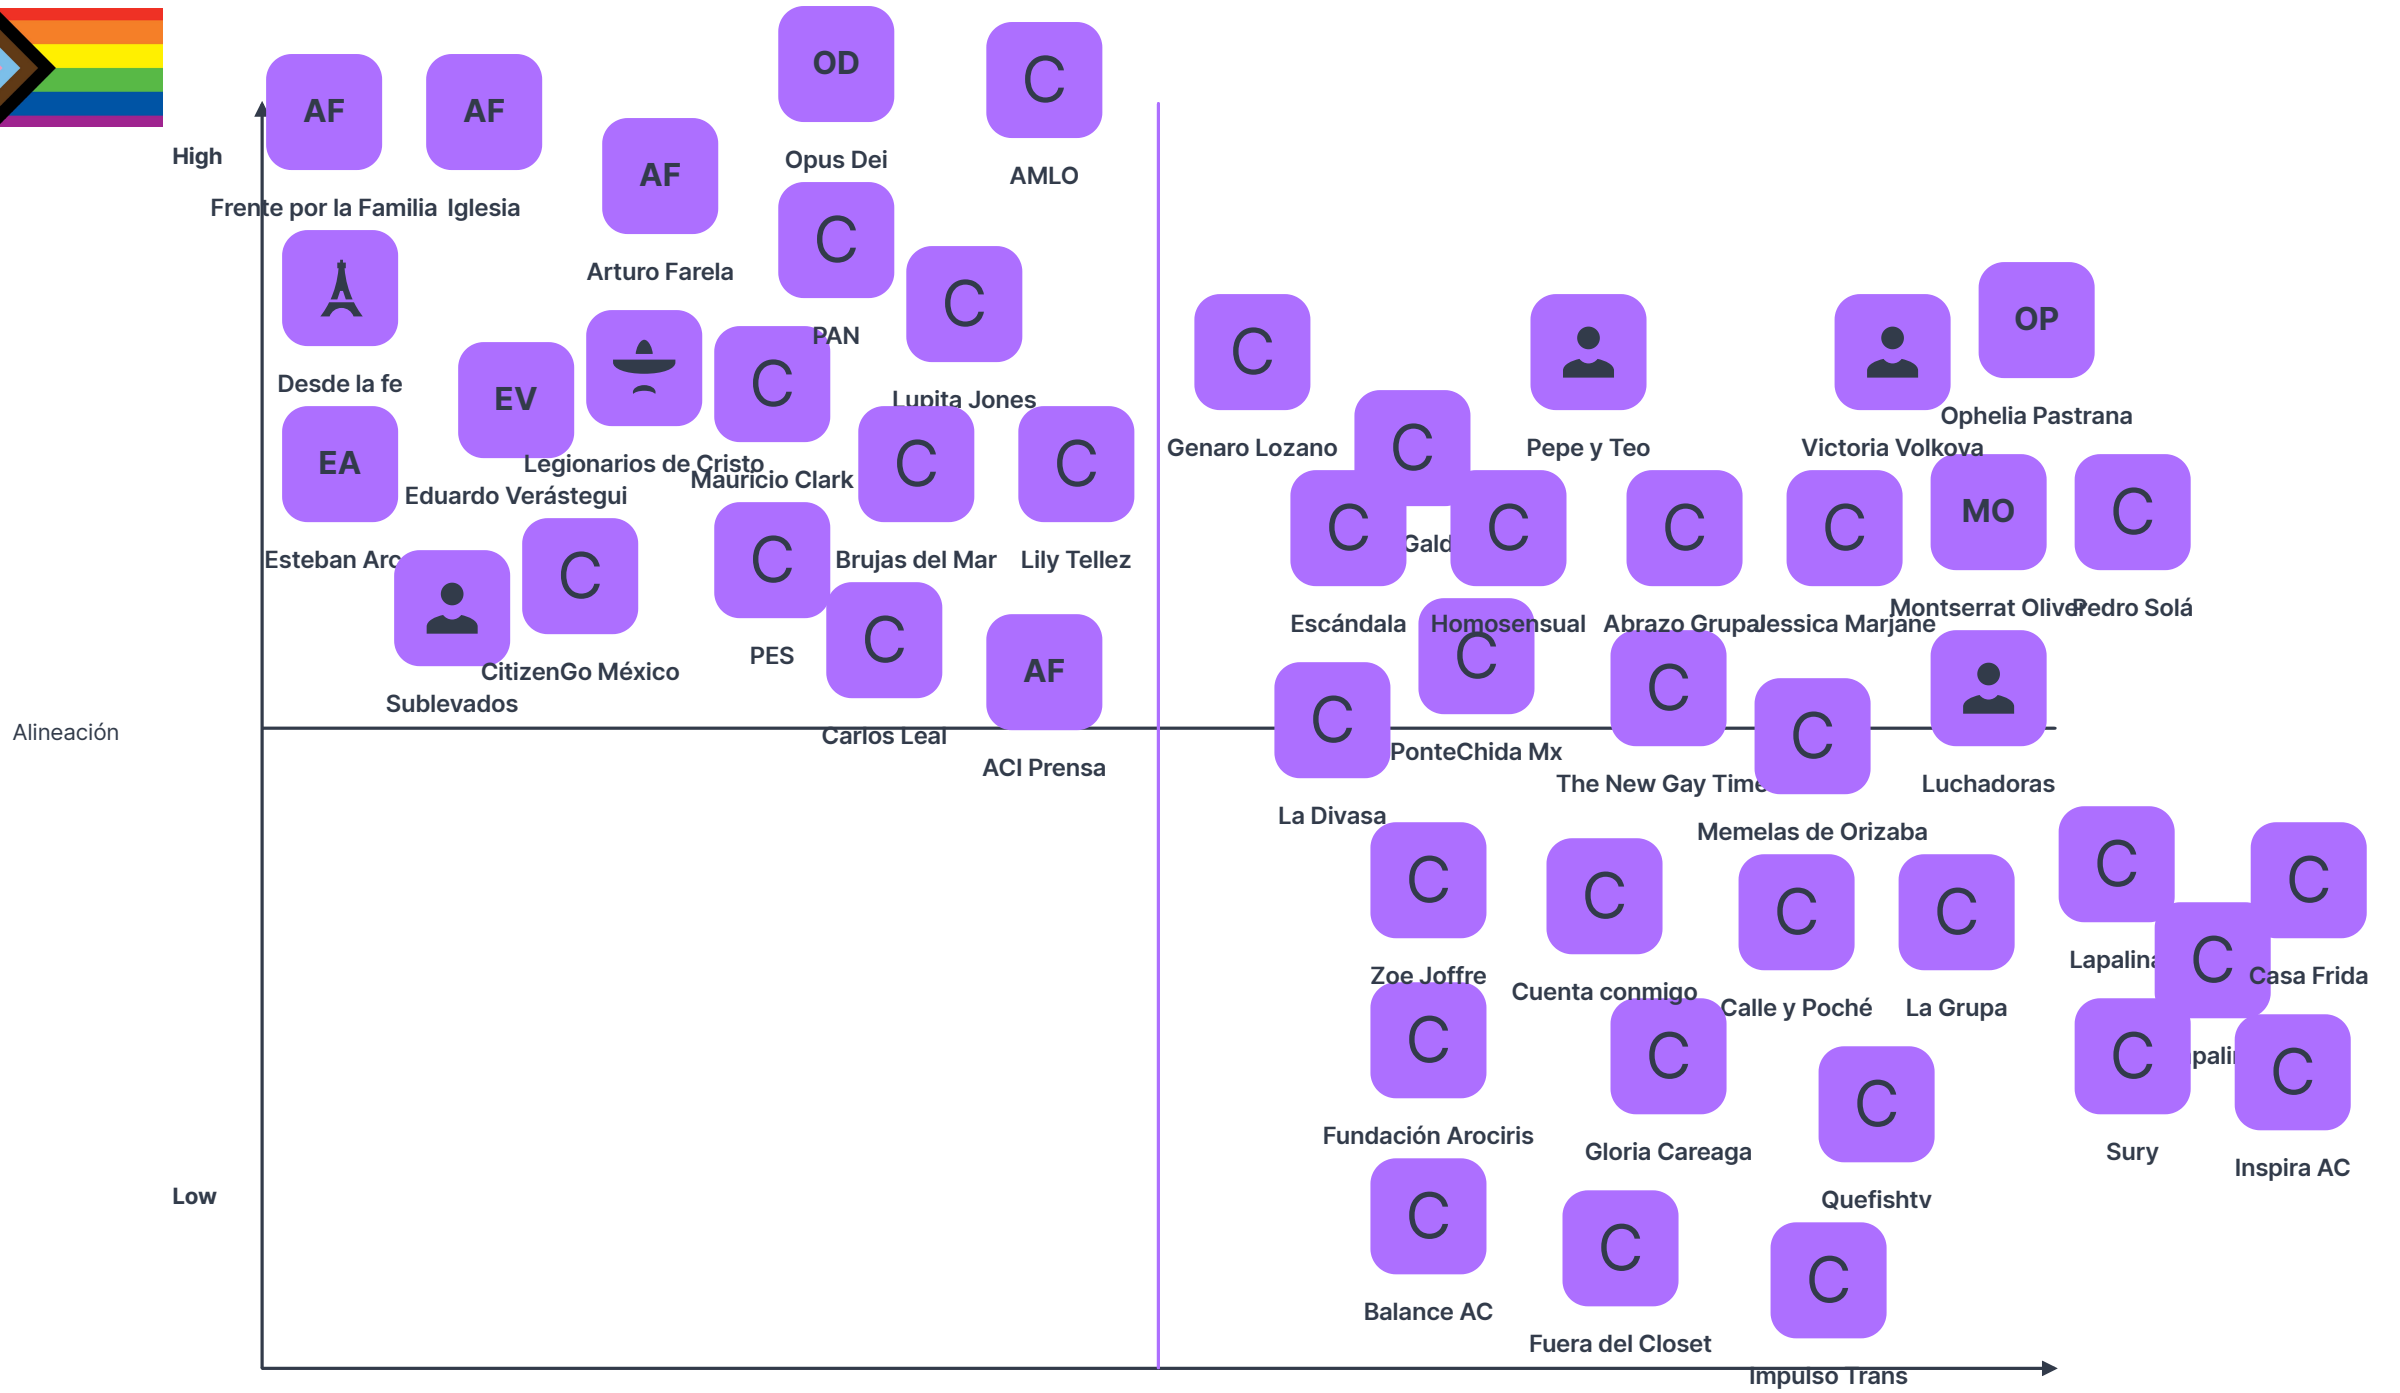 OD
C
AF
AF
High
AF
Opus Dei
AMLO
Frente por la Familia
Iglesia
C
Arturo Farela
C
OP
PAN
C
C
Desde la fe
EV
Lupita Jones
Ophelia Pastrana
Genaro Lozano
Pepe y Teo
Victoria Volkova
C
EA
Legionarios de Cristo
Mauricio Clark
C
C
Eduardo Verástegui
C
C
C
C
MO
C
Esteban Arc
C
C
Brujas del Mar
Lily Tellez
Gald
Montserrat Oliver
Pedro Solá
Escándala
Homosensual
Abrazo Grupal
Jessica Marjane
C
PES
C
AF
CitizenGo México
Sublevados
C
C
C
Alineación
Carlos Leal
ACI Prensa
PonteChida Mx
The New Gay Time
Luchadoras
La Divasa
Memelas de Orizaba
C
C
C
C
C
C
Lapalina
C
Casa Frida
Zoe Joffre
Cuenta conmigo
Calle y Poché
La Grupa
C
C
C
palin
C
C
Fundación Arociris
Gloria Careaga
Sury
Inspira AC
Low
Quefishtv
C
C
C
Balance AC
Fuera del Closet
Impulso Trans